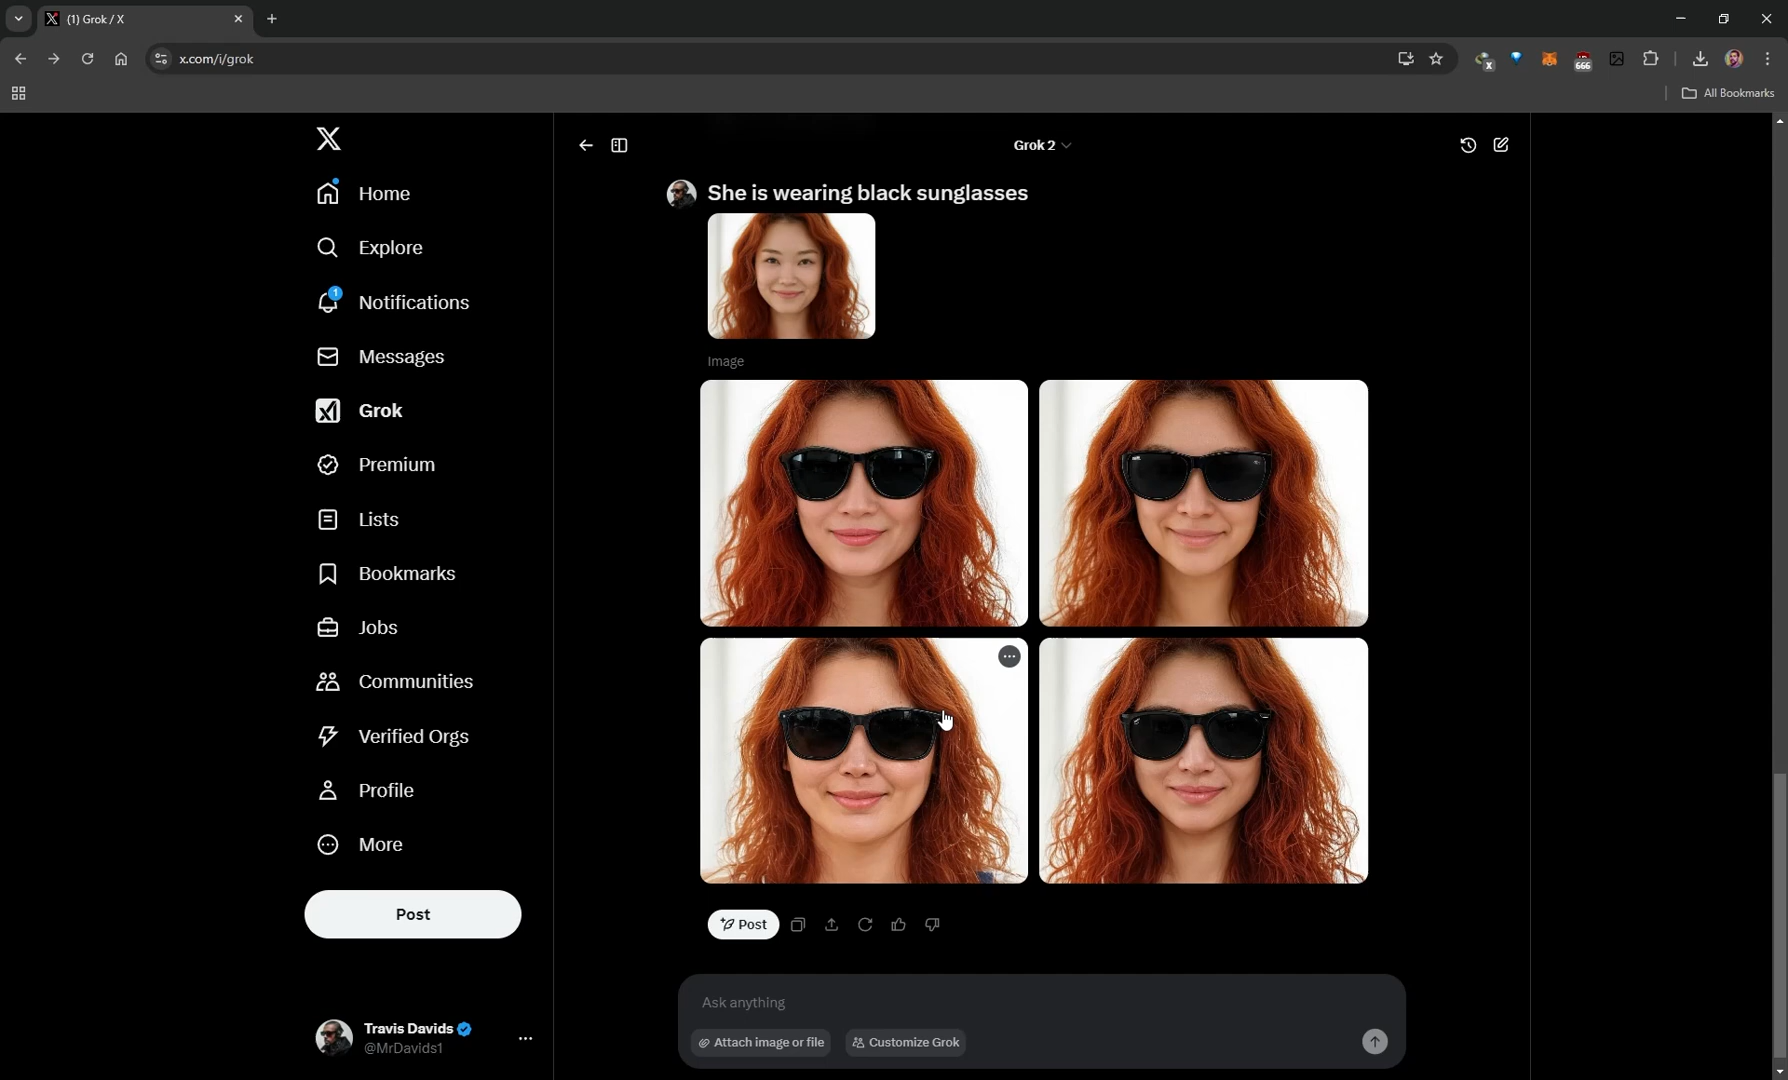 (1) Grok / X
x.com/i/grok
X
666
All Bookmarks
Home
Explore
1
Notifications
Messages
Grok
Premium
Lists
Bookmarks
Jobs
Communities
Verified Orgs
Profile
More
Post
Travis Davids
@MrDavids1
Grok 2
She is wearing black sunglasses
Image
Post
Ask anything
Attach image or file
Customize Grok